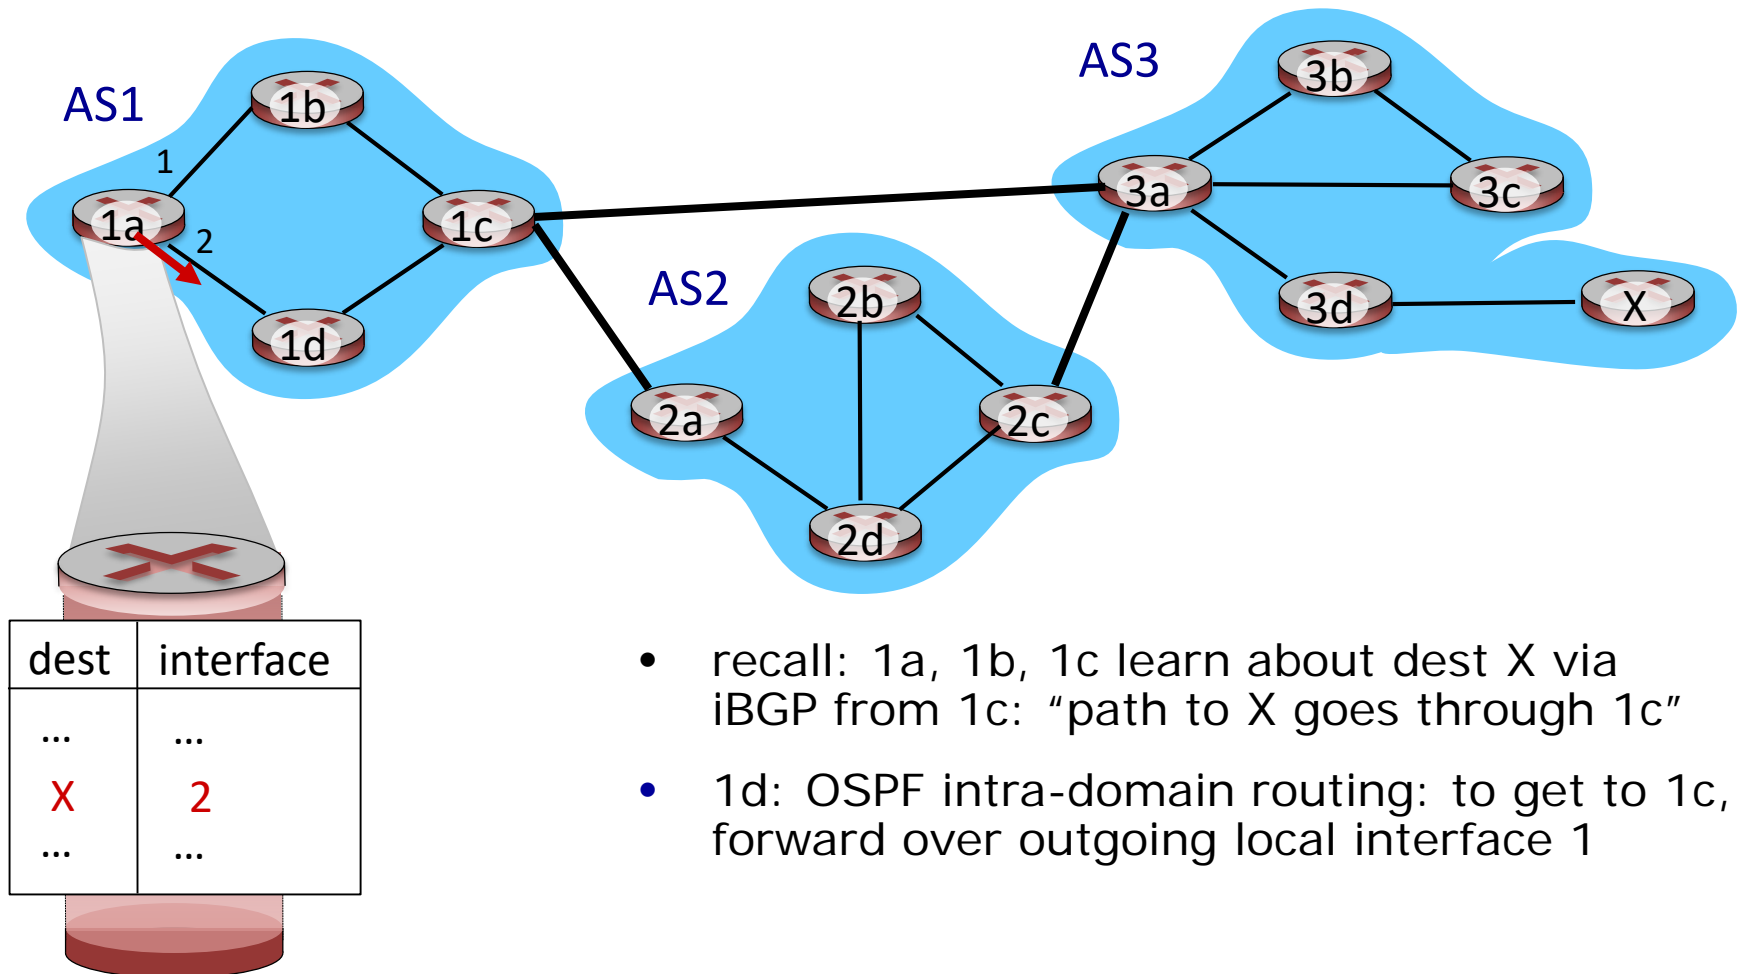 AS1
1b
1
1a
2
1c
1d
AS2
2b
2a
2c
2d
AS3
3b
3a
3c
3d
X
dest interface
... ...
X 2
... ...
• recall: 1a, 1b, 1c learn about dest X via
iBGP from 1c: “path to X goes through 1c”
• 1d: OSPF intra-domain routing: to get to 1c,
forward over outgoing local interface 1